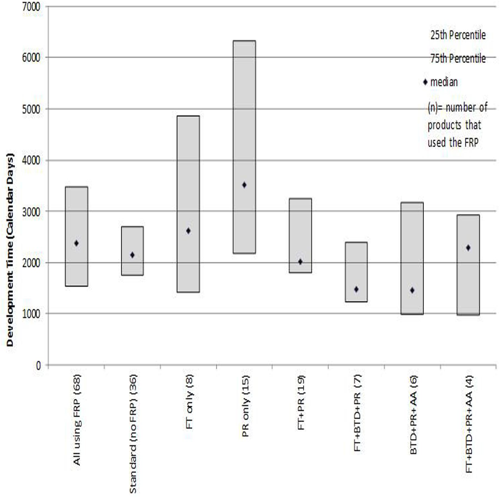 7000
6000
5000
4000
3000
2000
1000
0
Development Time (Calendar Days)
25th Percentile
75th Percentile
median
(n)= number of
products that
used the FRP
All using FRP (68)
Standard (no FRP) (36)
FT only (8)
PR only (15)
FT+PR (19)
FT+BTD+PR (7)
BTD+PR+AA (6)
FT+BTD+PR+AA (4)